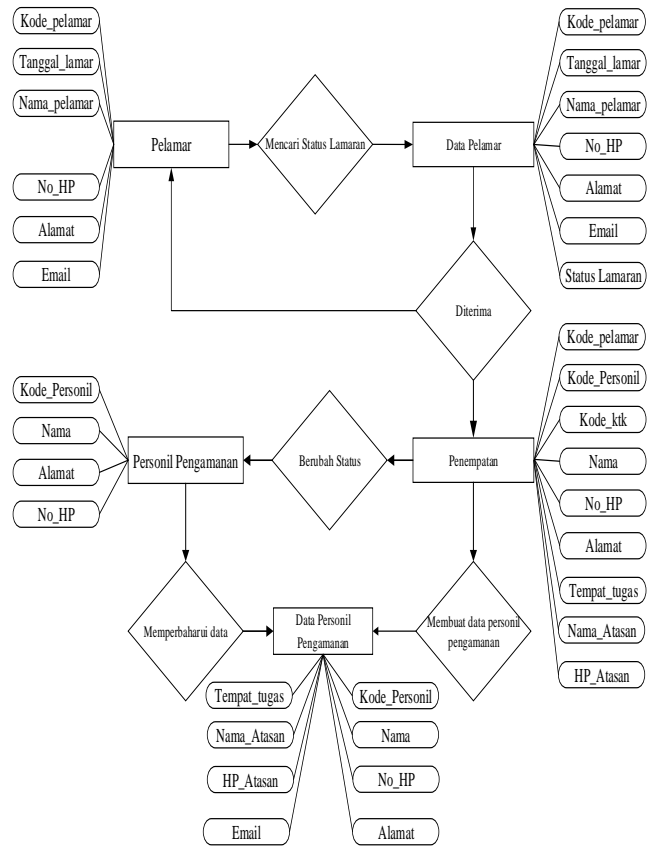 Kode_pelamar
Tanggal_lamar
Nama_pelamar
No_HP
Alamat
Email
Pelamar
Mencari Status Lamaran
Data Pelamar
Kode_pelamar
Tanggal_lamar
Nama_pelamar
No_HP
Alamat
Email
Status Lamaran
Diterima
Kode_Personil
Nama
Alamat
No_HP
Personil Pengamanan
Berubah Status
Penempatan
Kode_pelamar
Kode_Personil
Kode_ktk
Nama
No_HP
Alamat
Tempat_tugas
Nama_Atasan
HP_Atasan
Memperbaharui data
Data Personil
Pengamanan
Membuat data personil
pengamanan
Tempat_tugas
Nama_Atasan
HP_Atasan
Email
Kode_Personil
Nama
No_HP
Alamat